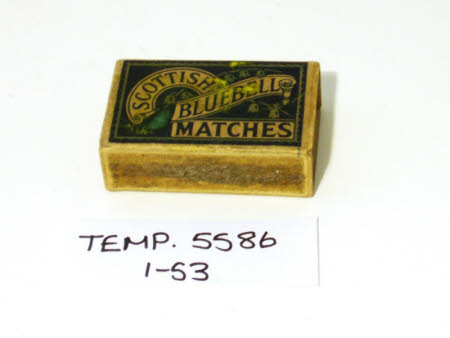 SCOTTISH
BLUEBELL
MATCHES
TEMP. 5586
1-53